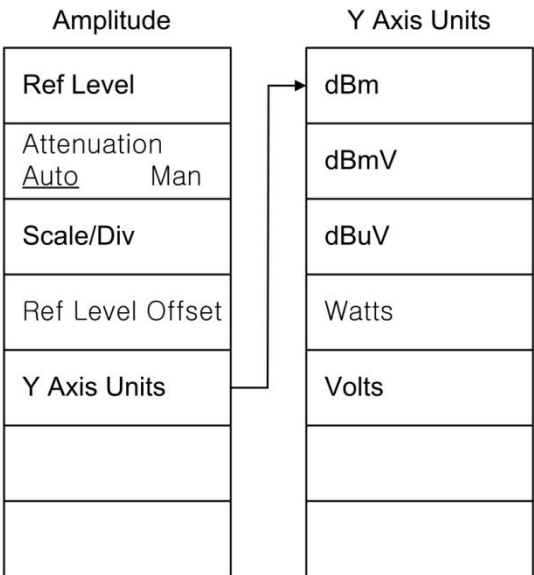 Amplitude
Ref Level
Attenuation
Auto Man
Scale/Div
Ref Level Offset
Y Axis Units
Y Axis Units
dBm
dBmV
dBuV
Watts
Volts